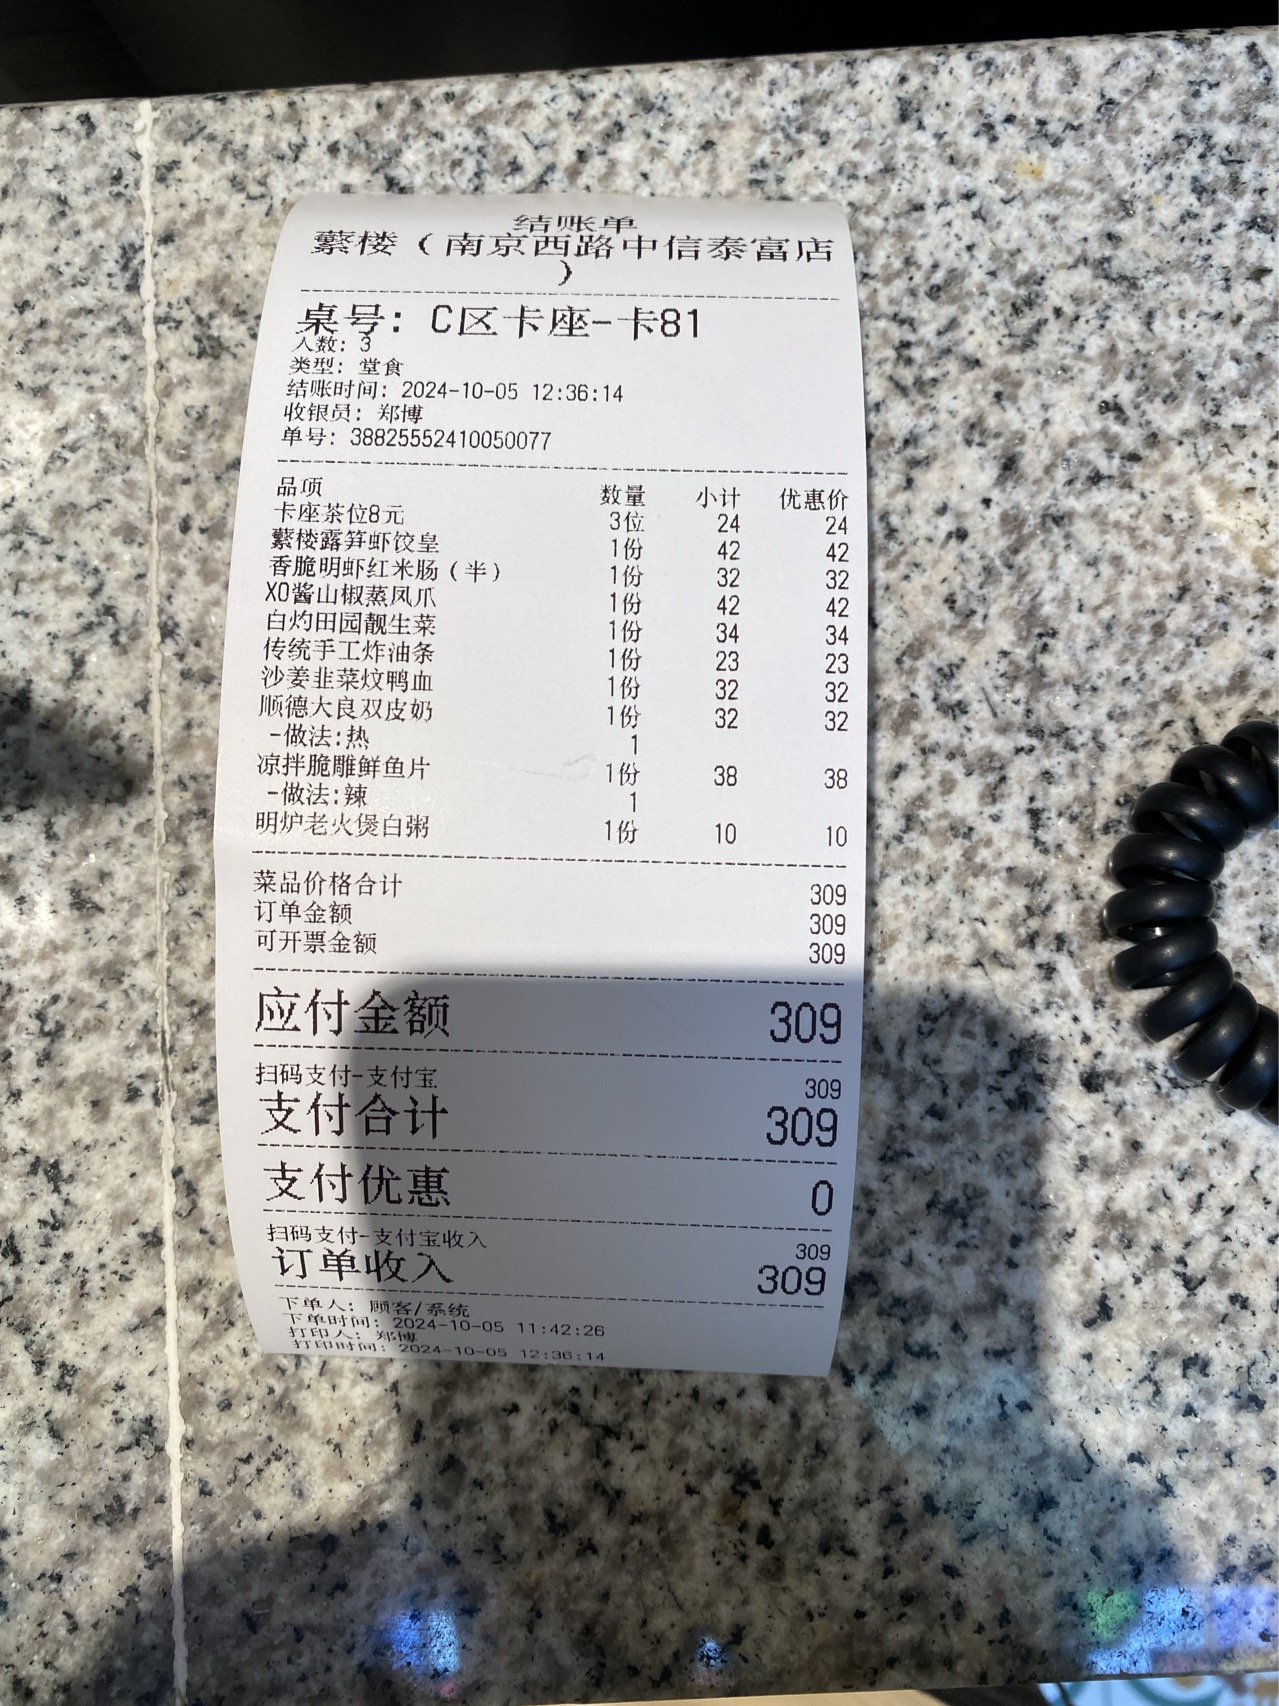 结账单
蘩楼（南京西路中信泰富店
）
桌号: C区卡座-卡81
人数: 3
类型: 堂食
结账时间: 2024-10-05 12:36:14
收银员: 郑博
单号: 38825552410050077
品项 数量 小计 优惠价
卡座茶位8元 3位 24 24
蘩楼露笋虾饺皇 1份 42 42
香脆明虾红米肠（半） 1份 32 32
XO酱山椒蒸凤爪 1份 42 42
白灼田园靓生菜 1份 34 34
传统手工炸油条 1份 23 23
沙姜韭菜炆鸭血 1份 32 32
顺德大良双皮奶 1份 32 32
-做法:热 1
凉拌脆雕鲜鱼片 1份 38 38
-做法:辣 1
明炉老火煲白粥 1份 10 10
菜品价格合计 309
订单金额 309
可开票金额 309
应付金额 309
扫码支付-支付宝 309
支付合计 309
支付优惠 0
扫码支付-支付宝收入 309
订单收入 309
下单人: 顾客/系统
下单时间: 2024-10-05 11:42:26
打印人: 郑博
打印时间: 2024-10-05 12:36:14